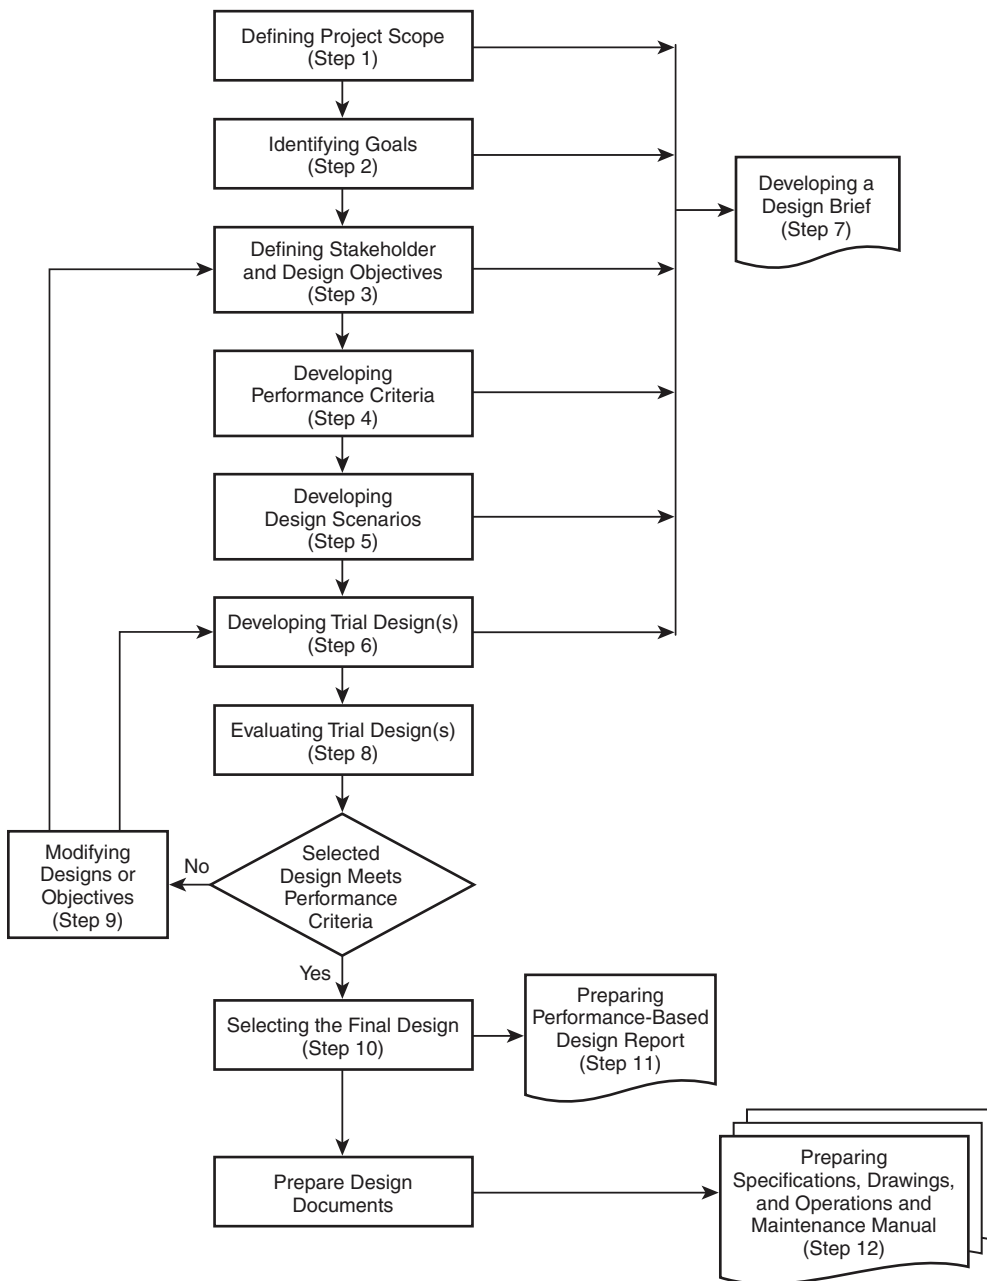 Defining Project Scope
(Step 1)
Identifying Goals
(Step 2)
Developing a
Design Brief
(Step 7)
Defining Stakeholder
and Design Objectives
(Step 3)
Developing
Performance Criteria
(Step 4)
Developing
Design Scenarios
(Step 5)
Developing Trial Design(s)
(Step 6)
Evaluating Trial Design(s)
(Step 8)
Modifying
Designs or
Objectives
(Step 9)
No
Selected
Design Meets
Performance
Criteria
Yes
Selecting the Final Design
(Step 10)
Preparing
Performance-Based
Design Report
(Step 11)
Prepare Design
Documents
Preparing
Specifications, Drawings,
and Operations and
Maintenance Manual
(Step 12)